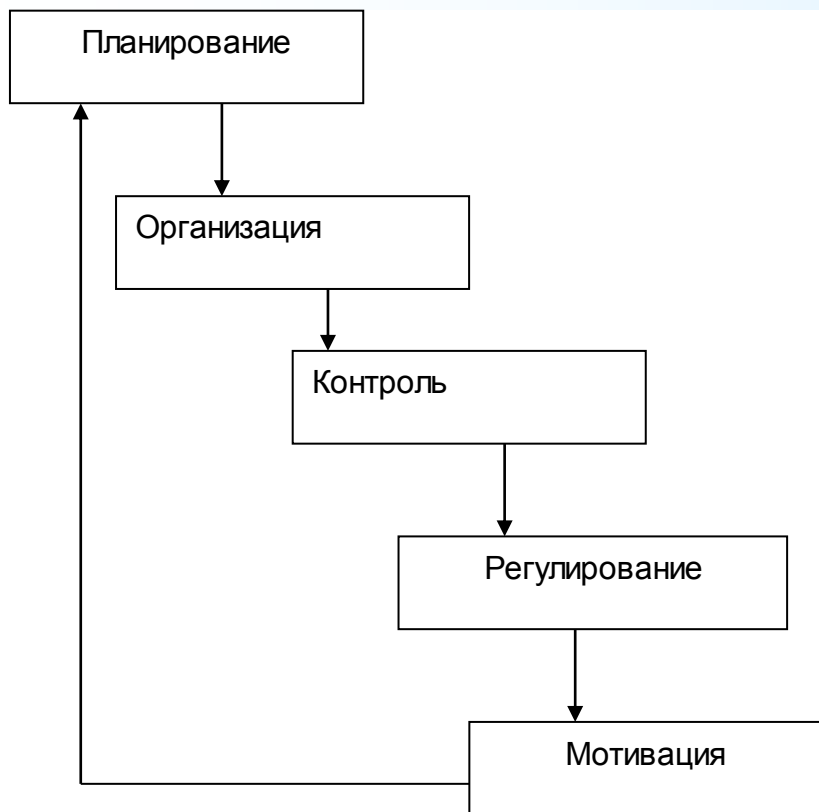 Планирование
Организация
Контроль
Регулирование
Мотивация